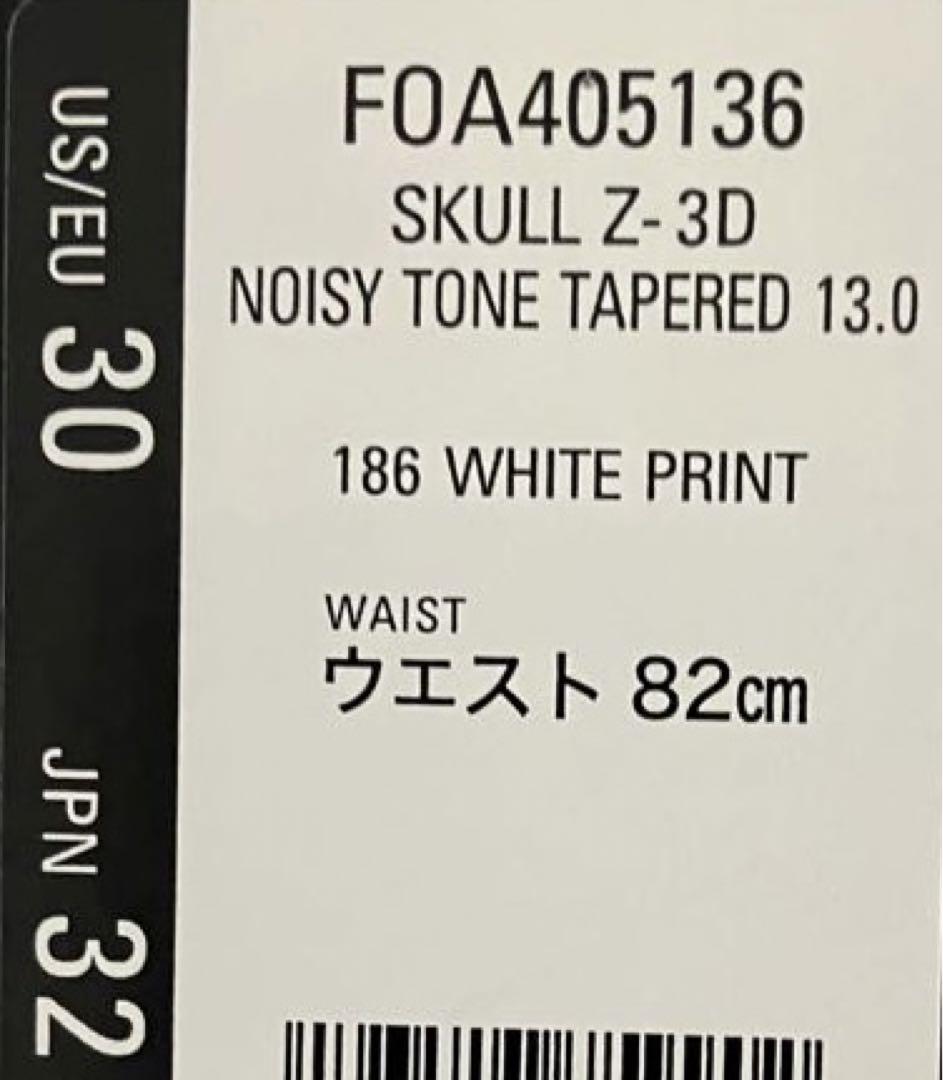 US/EU 30
JPN 32
FOA405136
SKULL Z-3D
NOISY TONE TAPERED 13.0
186 WHITE PRINT
WAIST
ウエスト 82cm